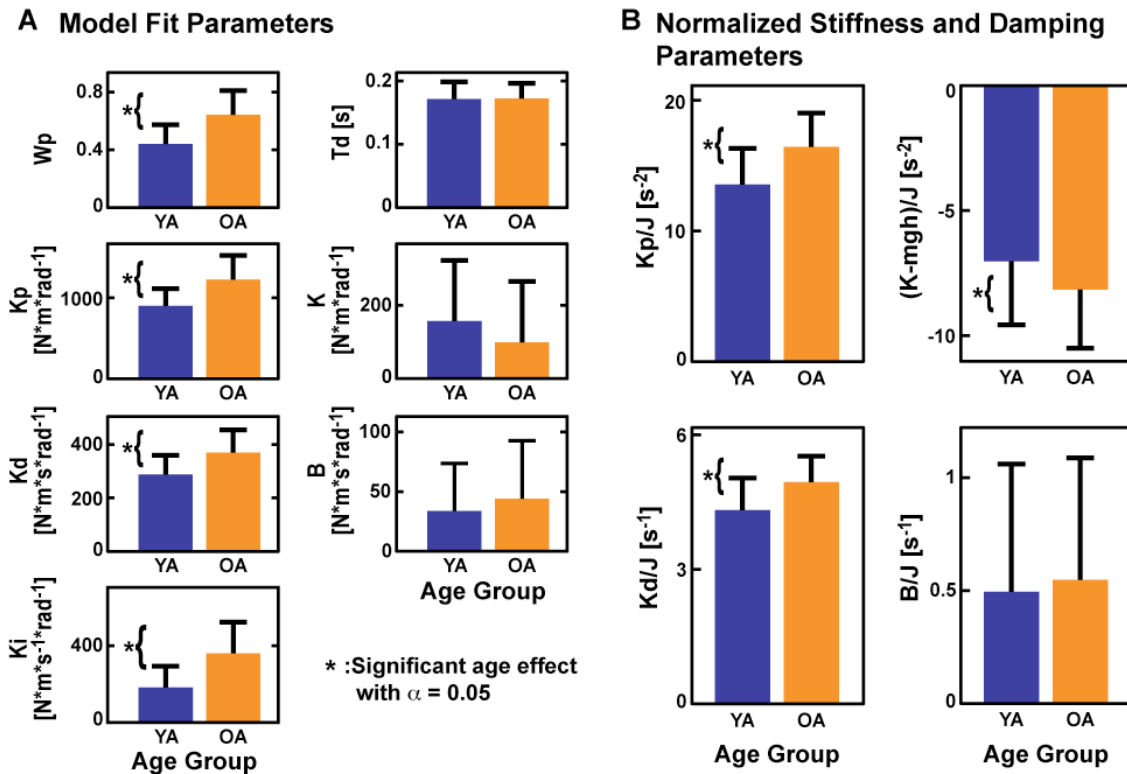 A Model Fit Parameters
Wp
0.8
0.4
0
*{
YA
OA
Td [s]
0.2
0.1
0
YA
OA
Kp
[N*m*rad-1]
1000
0
*{
YA
OA
K
[N*m*rad-1]
200
0
YA
OA
Kd
[N*m*s*rad-1]
400
200
0
*{
YA
OA
B
[N*m*s*rad-1]
100
50
0
YA
OA
Age Group
Ki
[N*m*s-1*rad-1]
400
0
*{
YA
OA
Age Group
* :Significant age effect
with α = 0.05
B Normalized Stiffness and Damping
Parameters
Kp/J [s-2]
20
10
0
*{
YA
OA
(K-mgh)/J [s-2]
0
-5
-10
*{
YA
OA
Kd/J [s-1]
6
3
0
*{
YA
OA
Age Group
B/J [s-1]
1
0.5
0
YA
OA
Age Group